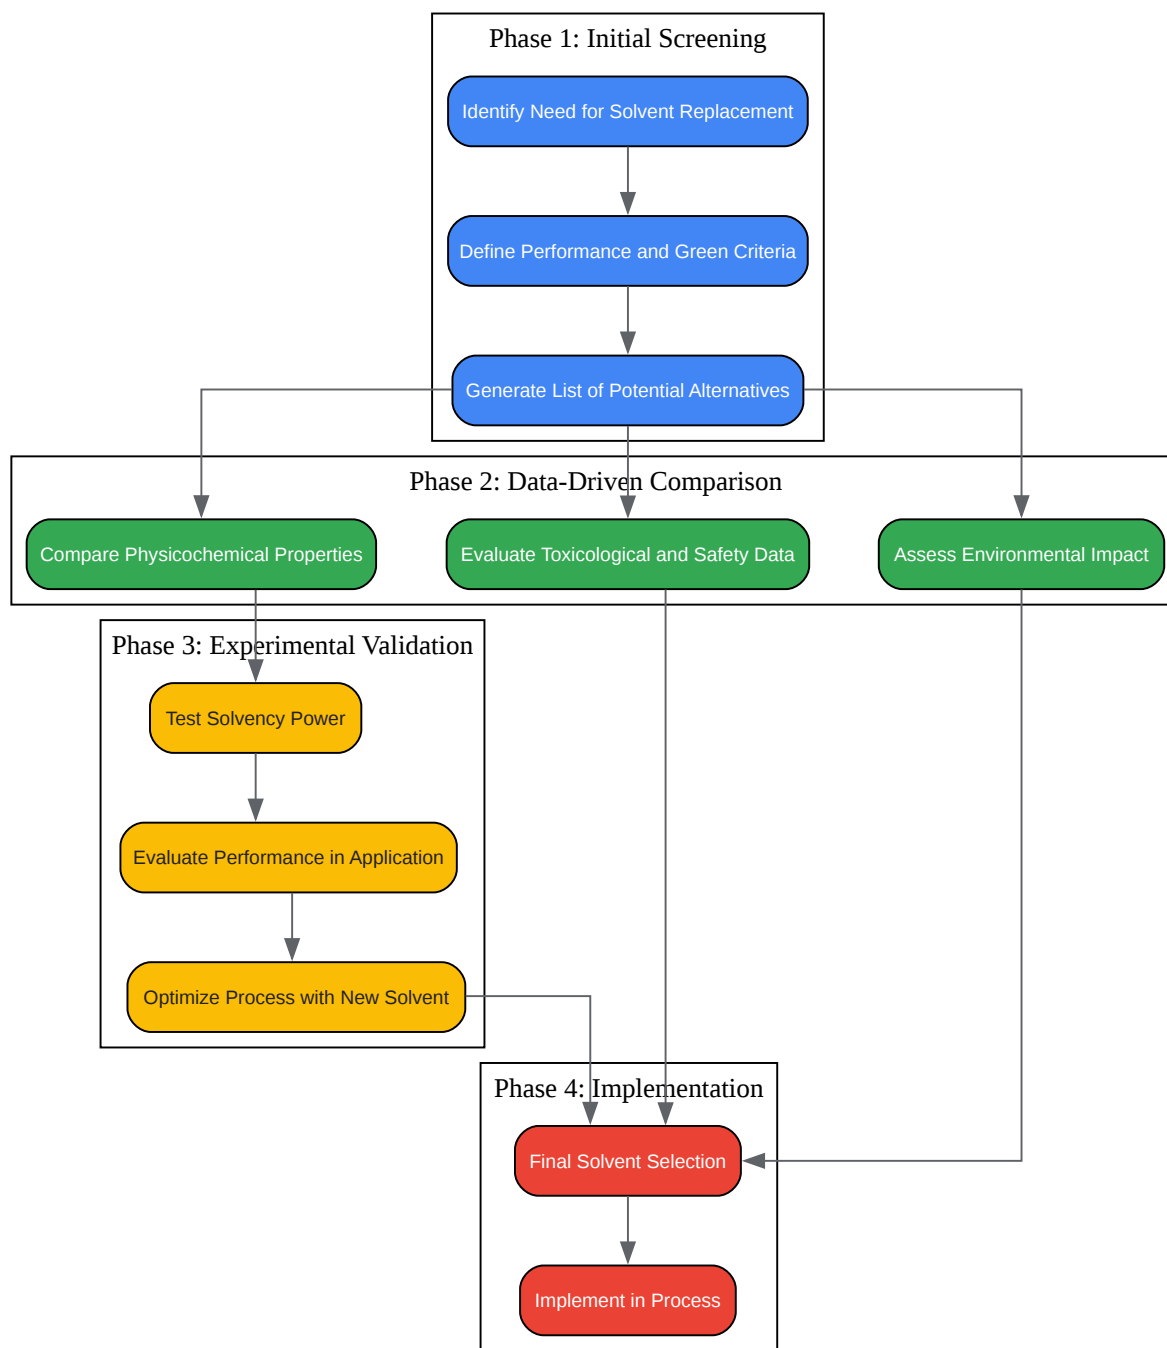 Phase 1: Initial Screening
Identify Need for Solvent Replacement
Define Performance and Green Criteria
Generate List of Potential Alternatives
Phase 2: Data-Driven Comparison
Compare Physicochemical Properties
Evaluate Toxicological and Safety Data
Assess Environmental Impact
Phase 3: Experimental Validation
Test Solvency Power
Evaluate Performance in Application
Optimize Process with New Solvent
Phase 4: Implementation
Final Solvent Selection
Implement in Process